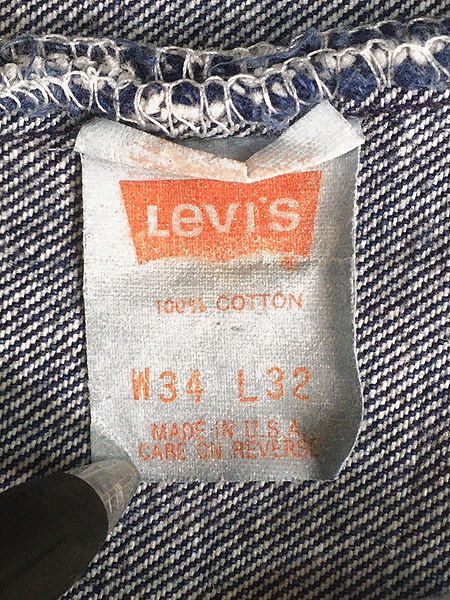 Levi's
®
100% COTTON
W34 L32
MADE IN U.S.A.
CARE ON REVERSE